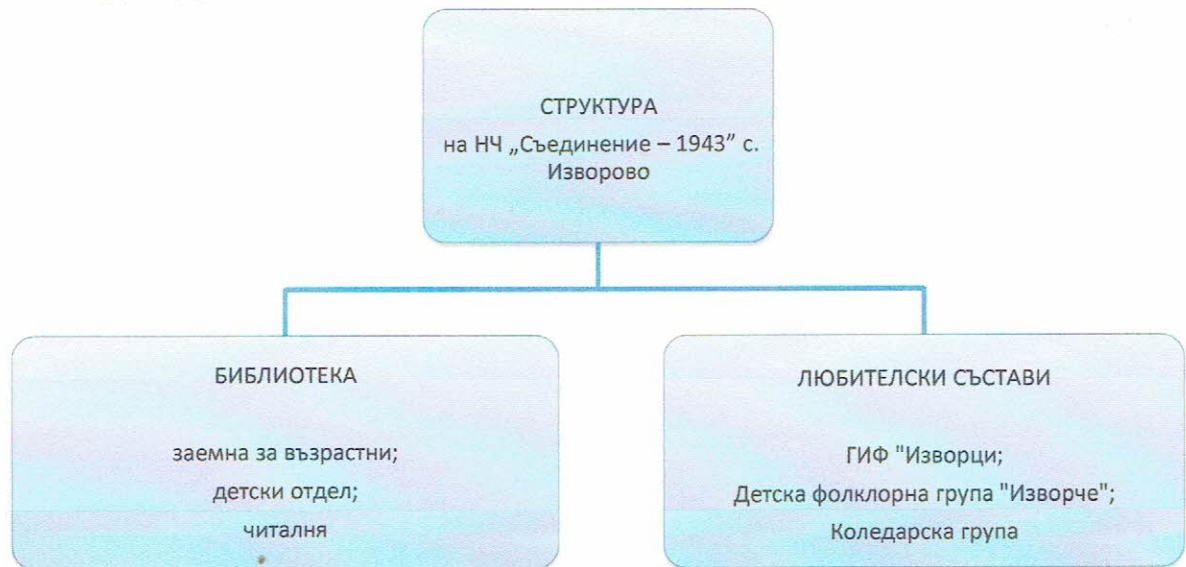 СТРУКТУРА
на НЧ „Съединение – 1943” с.
Изворово
БИБЛИОТЕКА
заемна за възрастни;
детски отдел;
читалня
ЛЮБИТЕЛСКИ СЪСТАВИ
ГИФ "Изворци;
Детска фолклорна група "Изворче";
Коледарска група